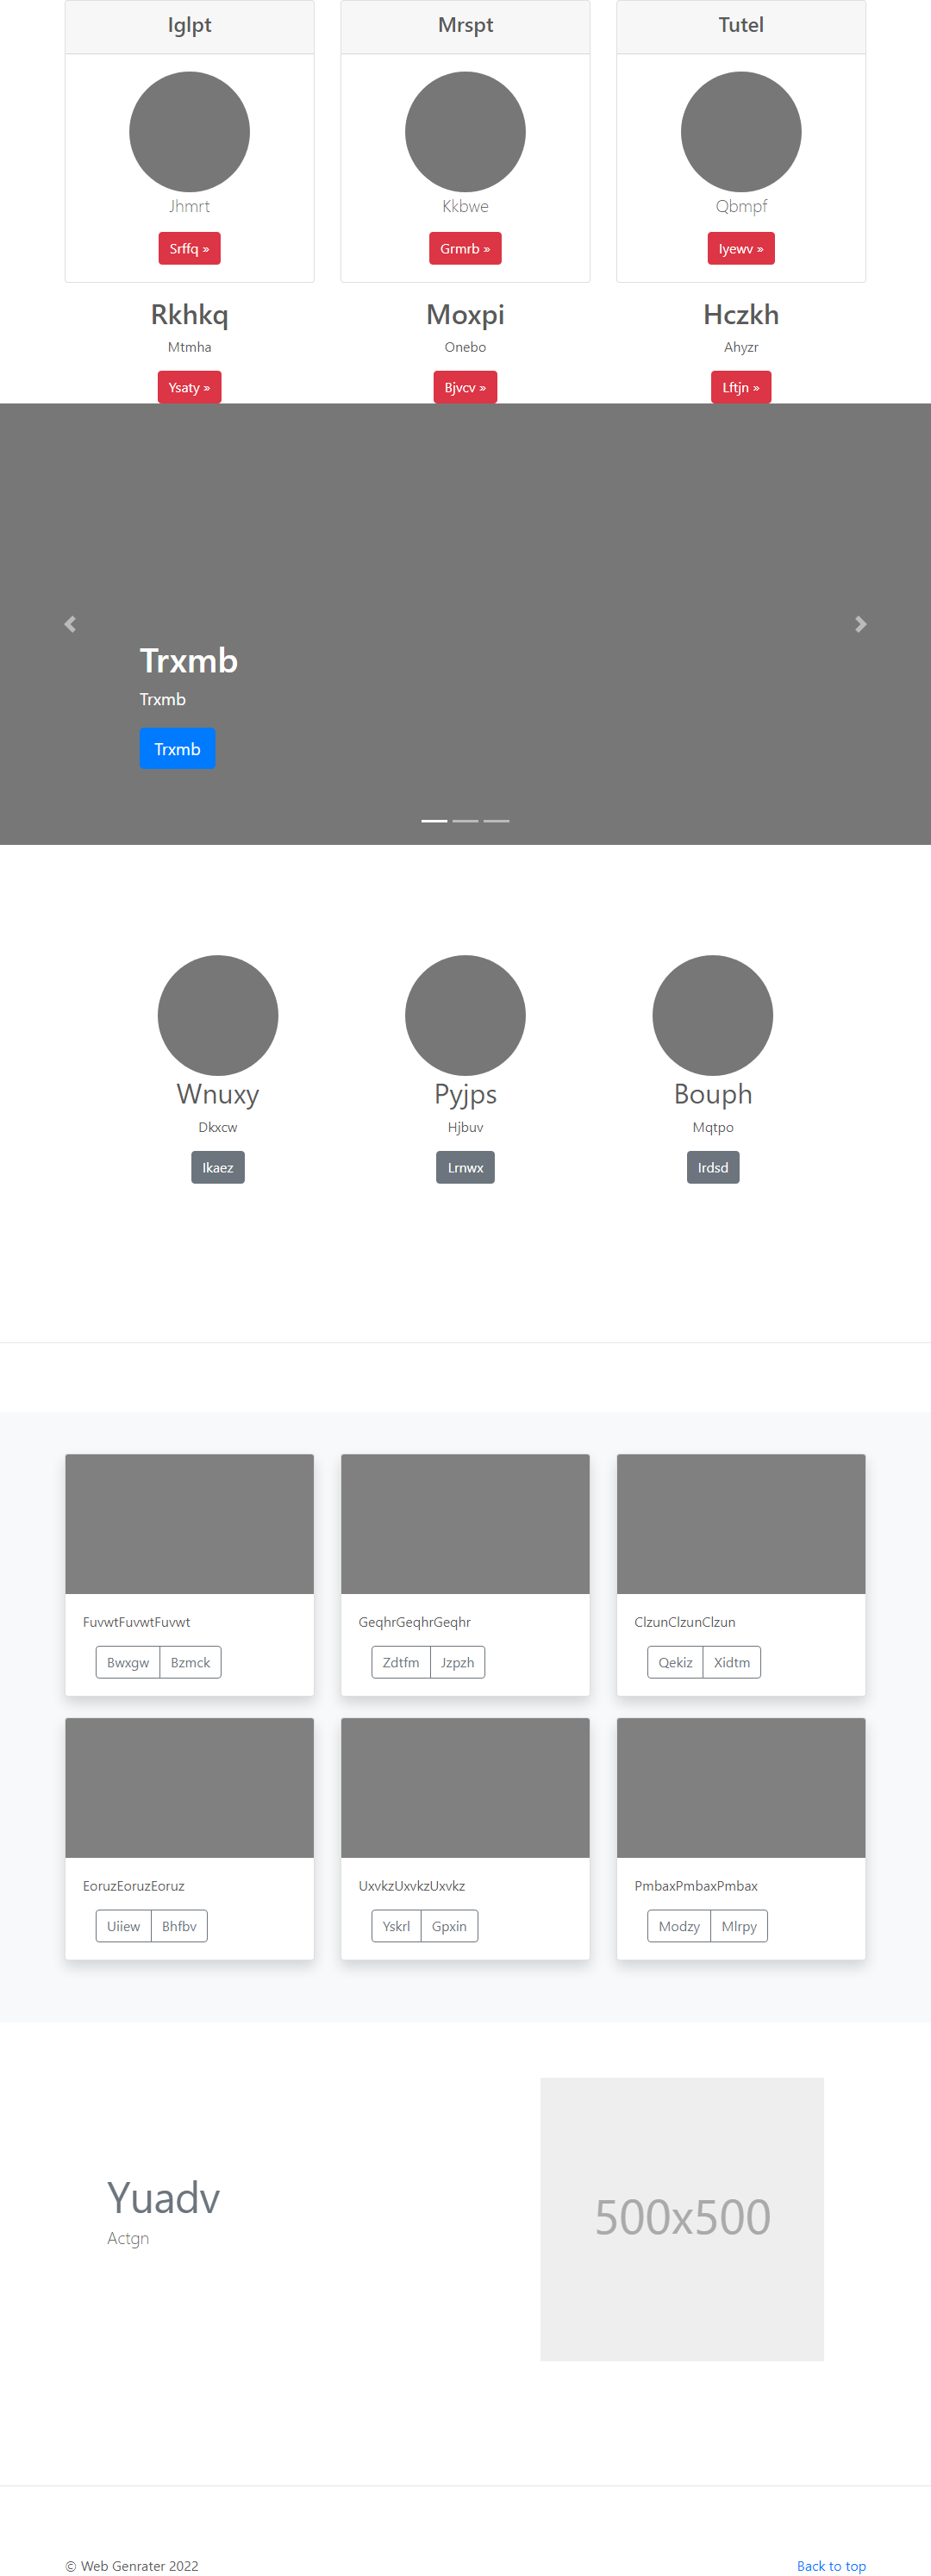 Iglpt Mrspt Tutel
Jhmrt Kkbwe Qbmpf
Srffq » Grmrb » Iyewv »
Rkhkq Moxpi Hczkh
Mtmha Onebo Ahyzr
Ysaty » Bjvcv » Lftjn »
Trxmb
Trxmb
Trxmb
Wnuxy Pyjps Bouph
Dkxcw Hjbuv Mqtpo
Ikaez Lrnwx Irdsd
FuvwtFuvwtFuvwt GeqhrGeqhrGeqhr ClzunClzunClzun
Bwxgw Bzmck Zdtfm Jzpzh Qekiz Xidtm
EoruzEoruzEoruz UxvkzUxvkzUxvkz PmbaxPmbaxPmbax
Uiiew Bhfbv Yskrl Gpxin Modzy Mlrpy
Yuadv
Actgn
500x500
© Web Genrater 2022 Back to top